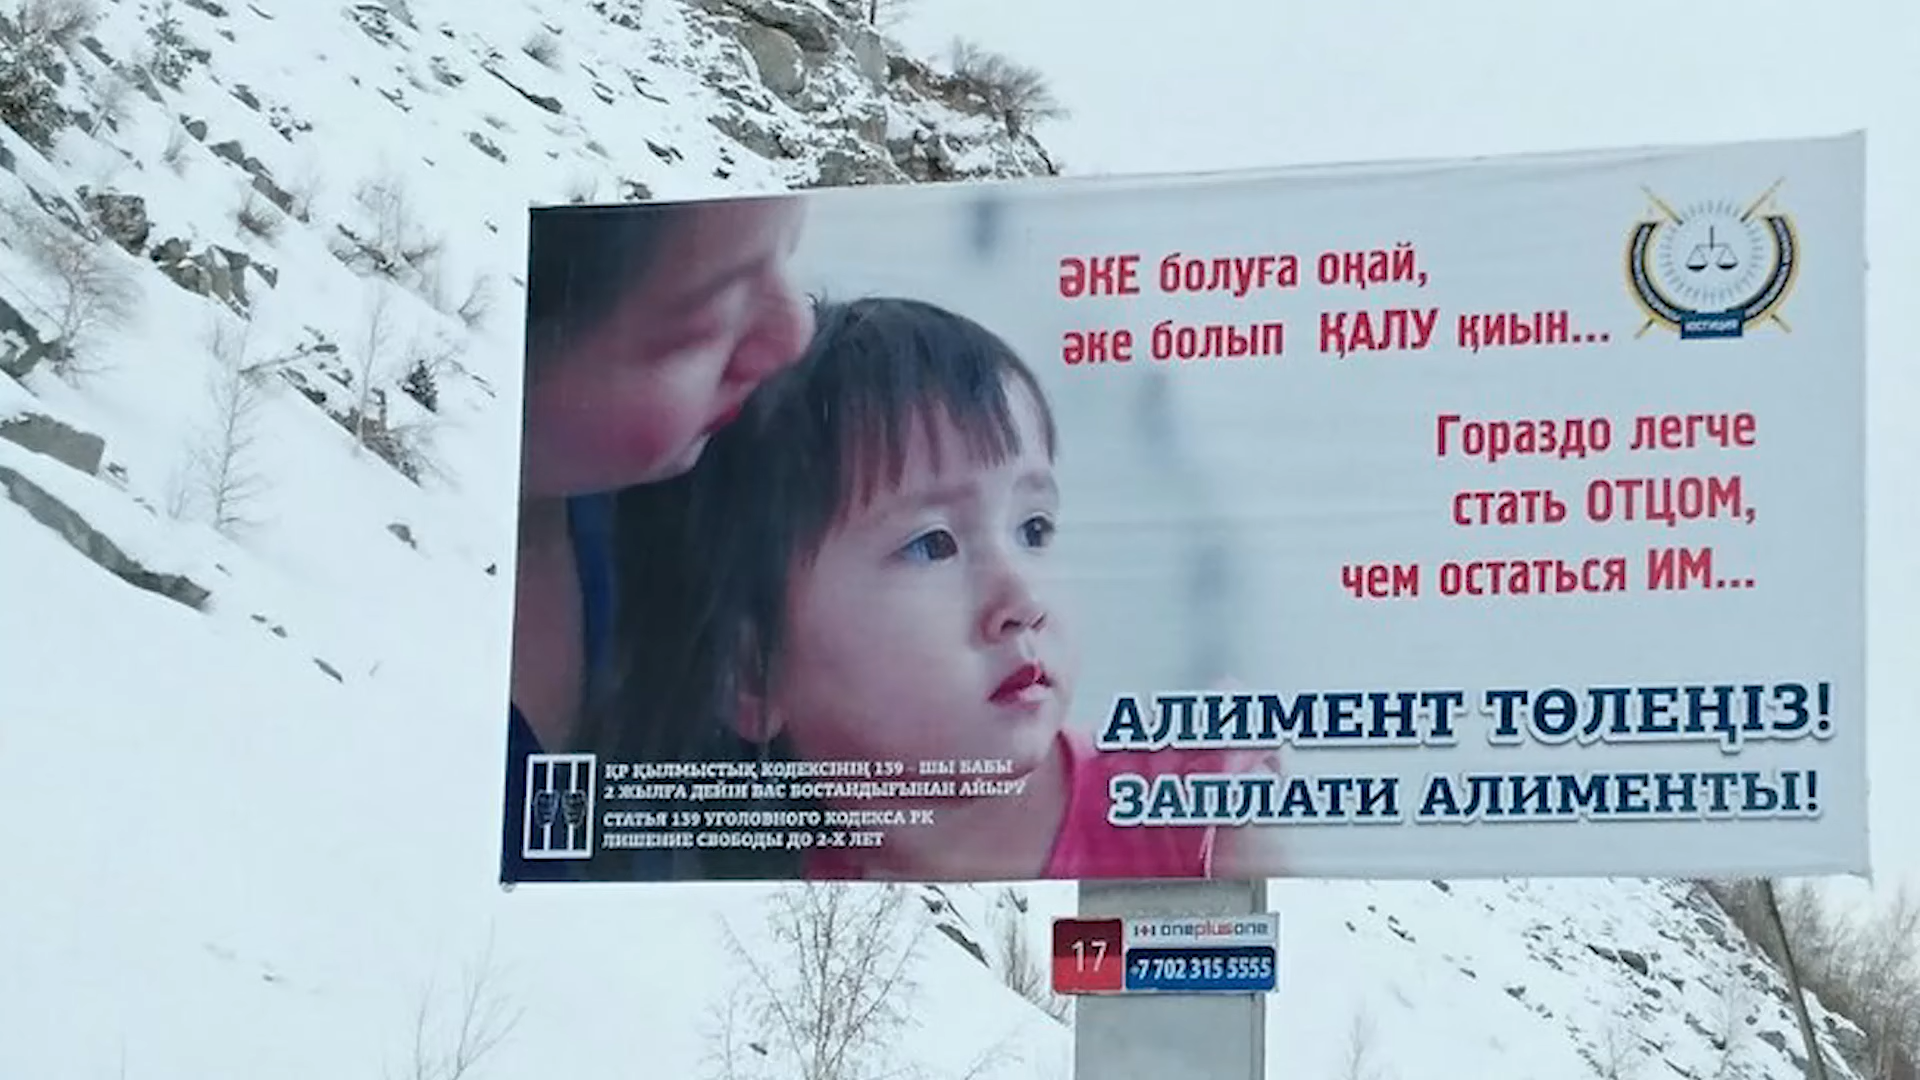 ӘКЕ болуға оңай,
әке болып ҚАЛУ қиын...
ЮСТИЦИЯ
Гораздо легче
стать ОТЦОМ,
чем остаться ИМ...
АЛИМЕНТ ТӨЛЕҢІЗ!
ЗАПЛАТИ АЛИМЕНТЫ!
ҚР ҚЫЛМЫСТЫҚ КОДЕКСІНІҢ 139 - ШЫ БАБЫ
2 ЖЫЛҒА ДЕЙІН БАС БОСТАНДЫҒЫНАН АЙЫРУ
СТАТЬЯ 139 УГОЛОВНОГО КОДЕКСА РК
ЛИШЕНИЕ СВОБОДЫ ДО 2-Х ЛЕТ
17
1+1 oneplusone
+7 702 315 5555